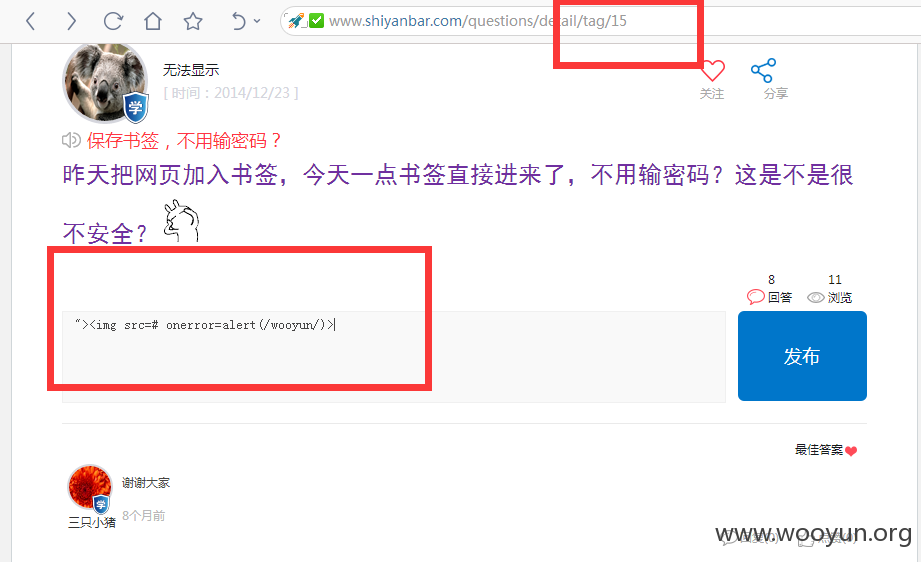 www.shiyanbar.com/questions/detail/tag/15
无法显示
[ 时间：2014/12/23 ]
关注
分享
保存书签，不用输密码？
昨天把网页加入书签，今天一点书签直接进来了，不用输密码？这是不是很
不安全？
8
11
回答
浏览
"><img src=# onerror=alert(/wooyun/)>
发布
最佳答案
学
谢谢大家
学
三只小猪
8个月前
www.wooyun.org